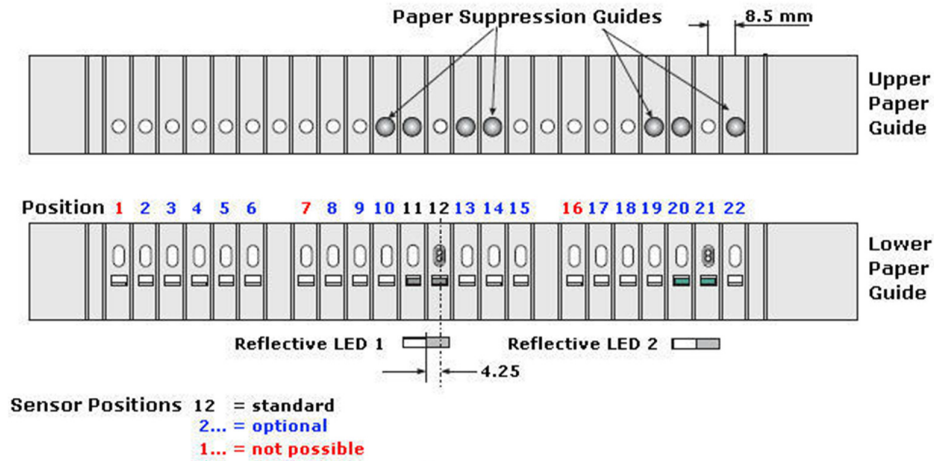 Paper Suppression Guides
8.5 mm
Upper
Paper
Guide
Position 1 2 3 4 5 6 7 8 9 10 11 12 13 14 15 16 17 18 19 20 21 22
Lower
Paper
Guide
Reflective LED 1
Reflective LED 2
4.25
Sensor Positions 12 = standard
2... = optional
1... = not possible